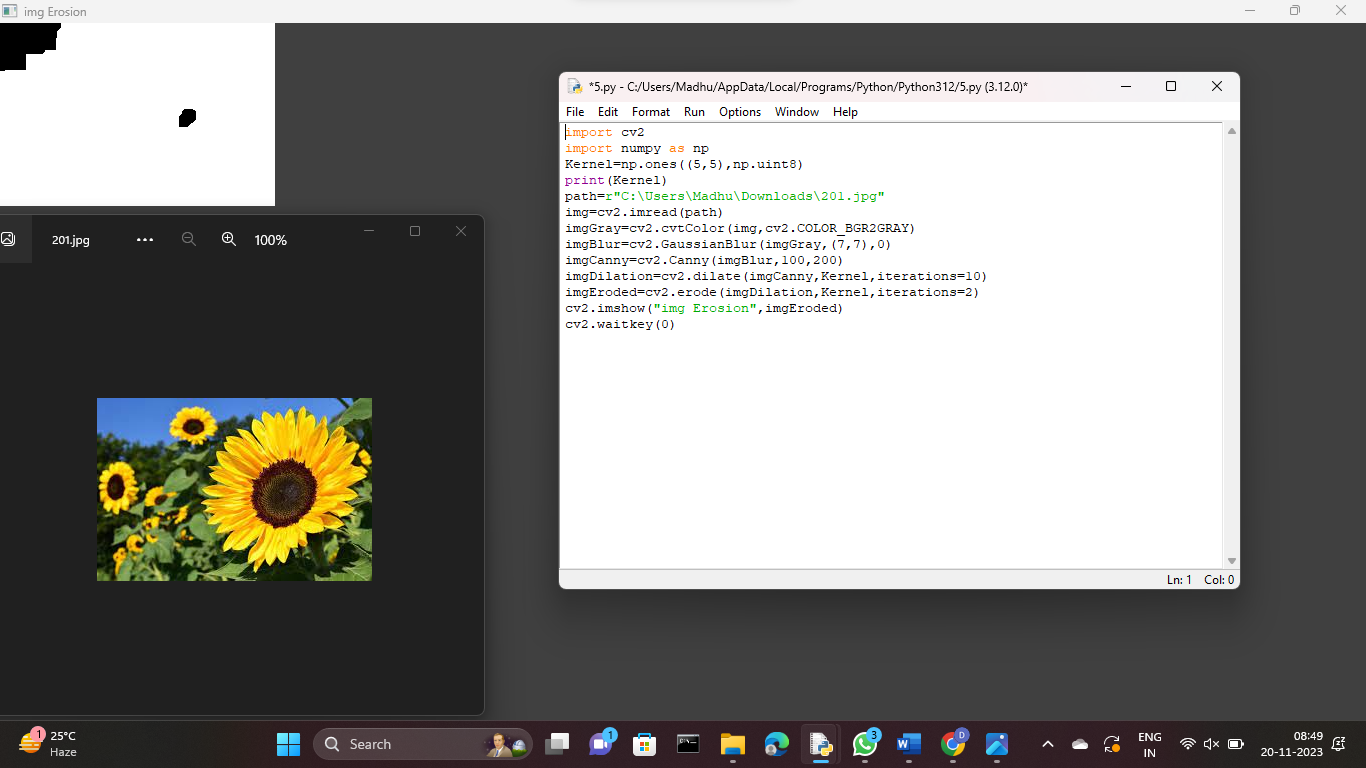 img Erosion
*5.py - C:/Users/Madhu/AppData/Local/Programs/Python/Python312/5.py (3.12.0)*
File Edit Format Run Options Window Help
import cv2
import numpy as np
Kernel=np.ones((5,5),np.uint8)
print(Kernel)
path=r"C:\Users\Madhu\Downloads\201.jpg"
img=cv2.imread(path)
imgGray=cv2.cvtColor(img,cv2.COLOR_BGR2GRAY)
imgBlur=cv2.GaussianBlur(imgGray,(7,7),0)
imgCanny=cv2.Canny(imgBlur,100,200)
imgDilation=cv2.dilate(imgCanny,Kernel,iterations=10)
imgEroded=cv2.erode(imgDilation,Kernel,iterations=2)
cv2.imshow("img Erosion",imgEroded)
cv2.waitkey(0)
Ln: 1 Col: 0
201.jpg ••• 100%
1
25°C
Haze
Search
1
3
D
ENG
IN
08:49
20-11-2023